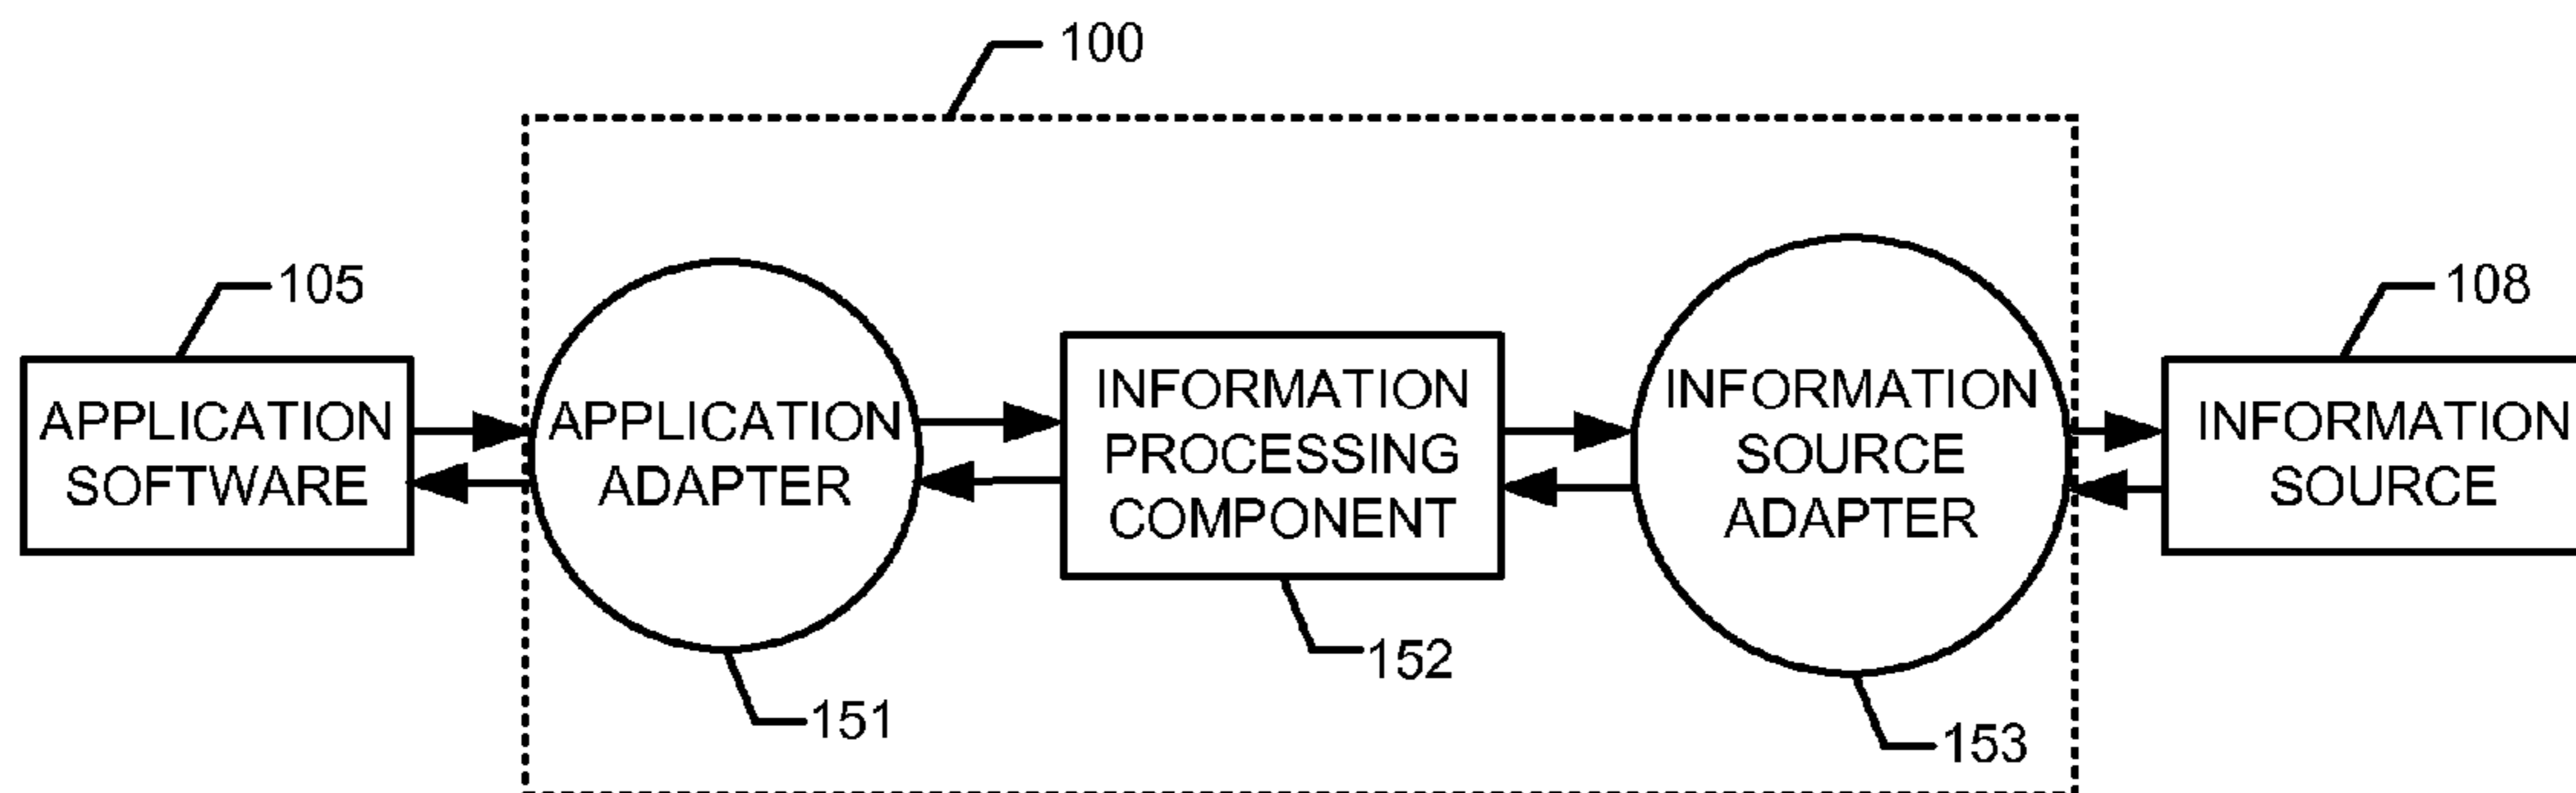 100
105
APPLICATION
SOFTWARE
APPLICATION
ADAPTER
151
INFORMATION
PROCESSING
COMPONENT
152
INFORMATION
SOURCE
ADAPTER
153
108
INFORMATION
SOURCE